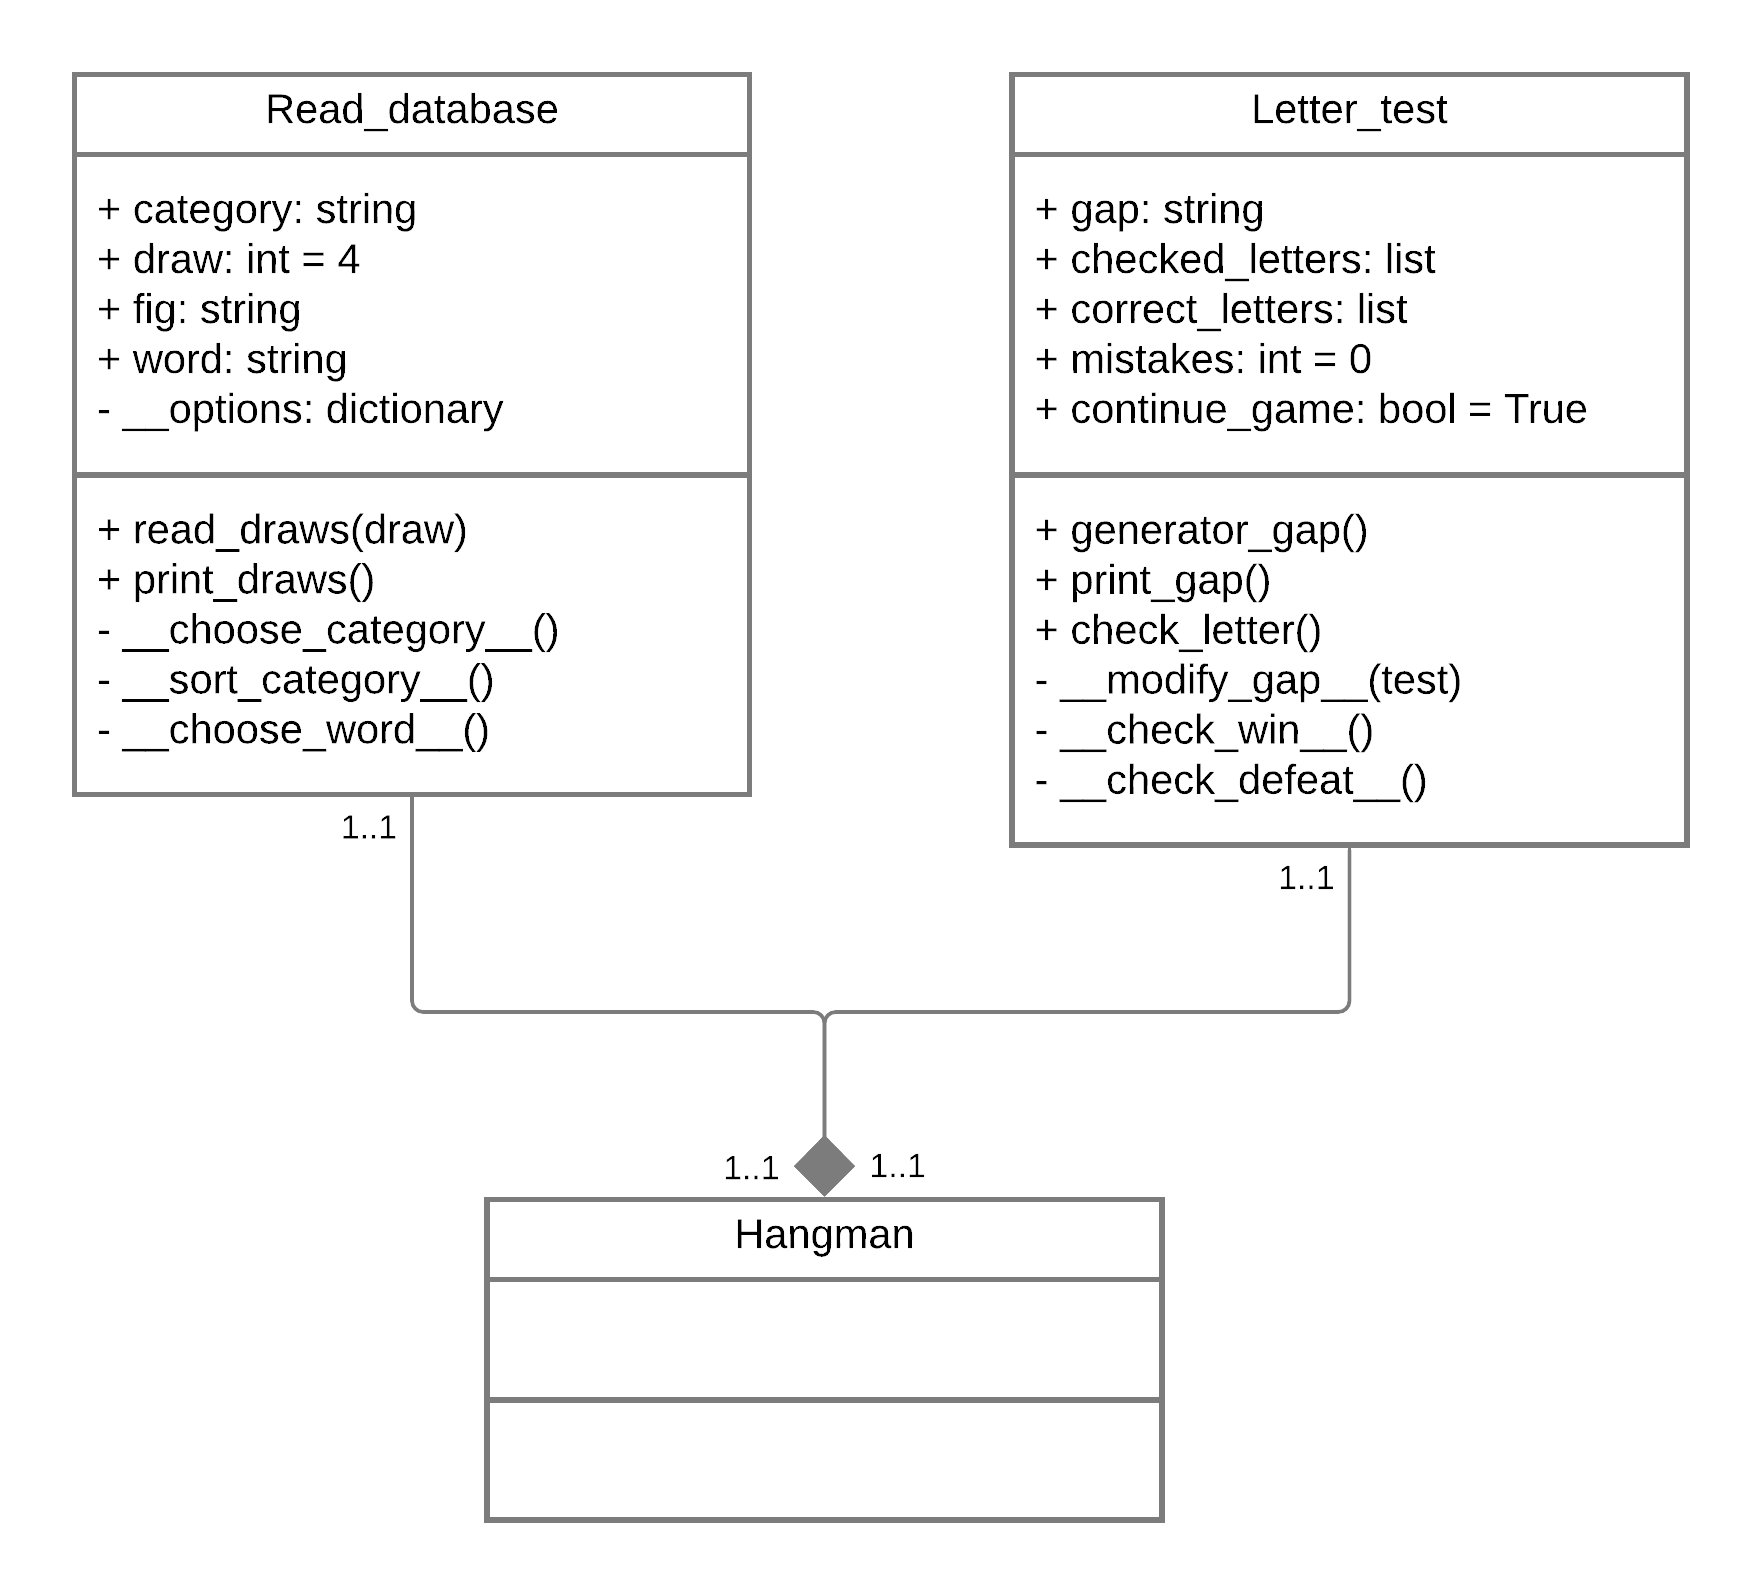 Read_database
+ category: string
+ draw: int = 4
+ fig: string
+ word: string
- __options: dictionary
+ read_draws(draw)
+ print_draws()
- __choose_category__()
- __sort_category__()
- __choose_word__()
1..1
Letter_test
+ gap: string
+ checked_letters: list
+ correct_letters: list
+ mistakes: int = 0
+ continue_game: bool = True
+ generator_gap()
+ print_gap()
+ check_letter()
- __modify_gap__(test)
- __check_win__()
- __check_defeat__()
1..1
1..1
1..1
Hangman